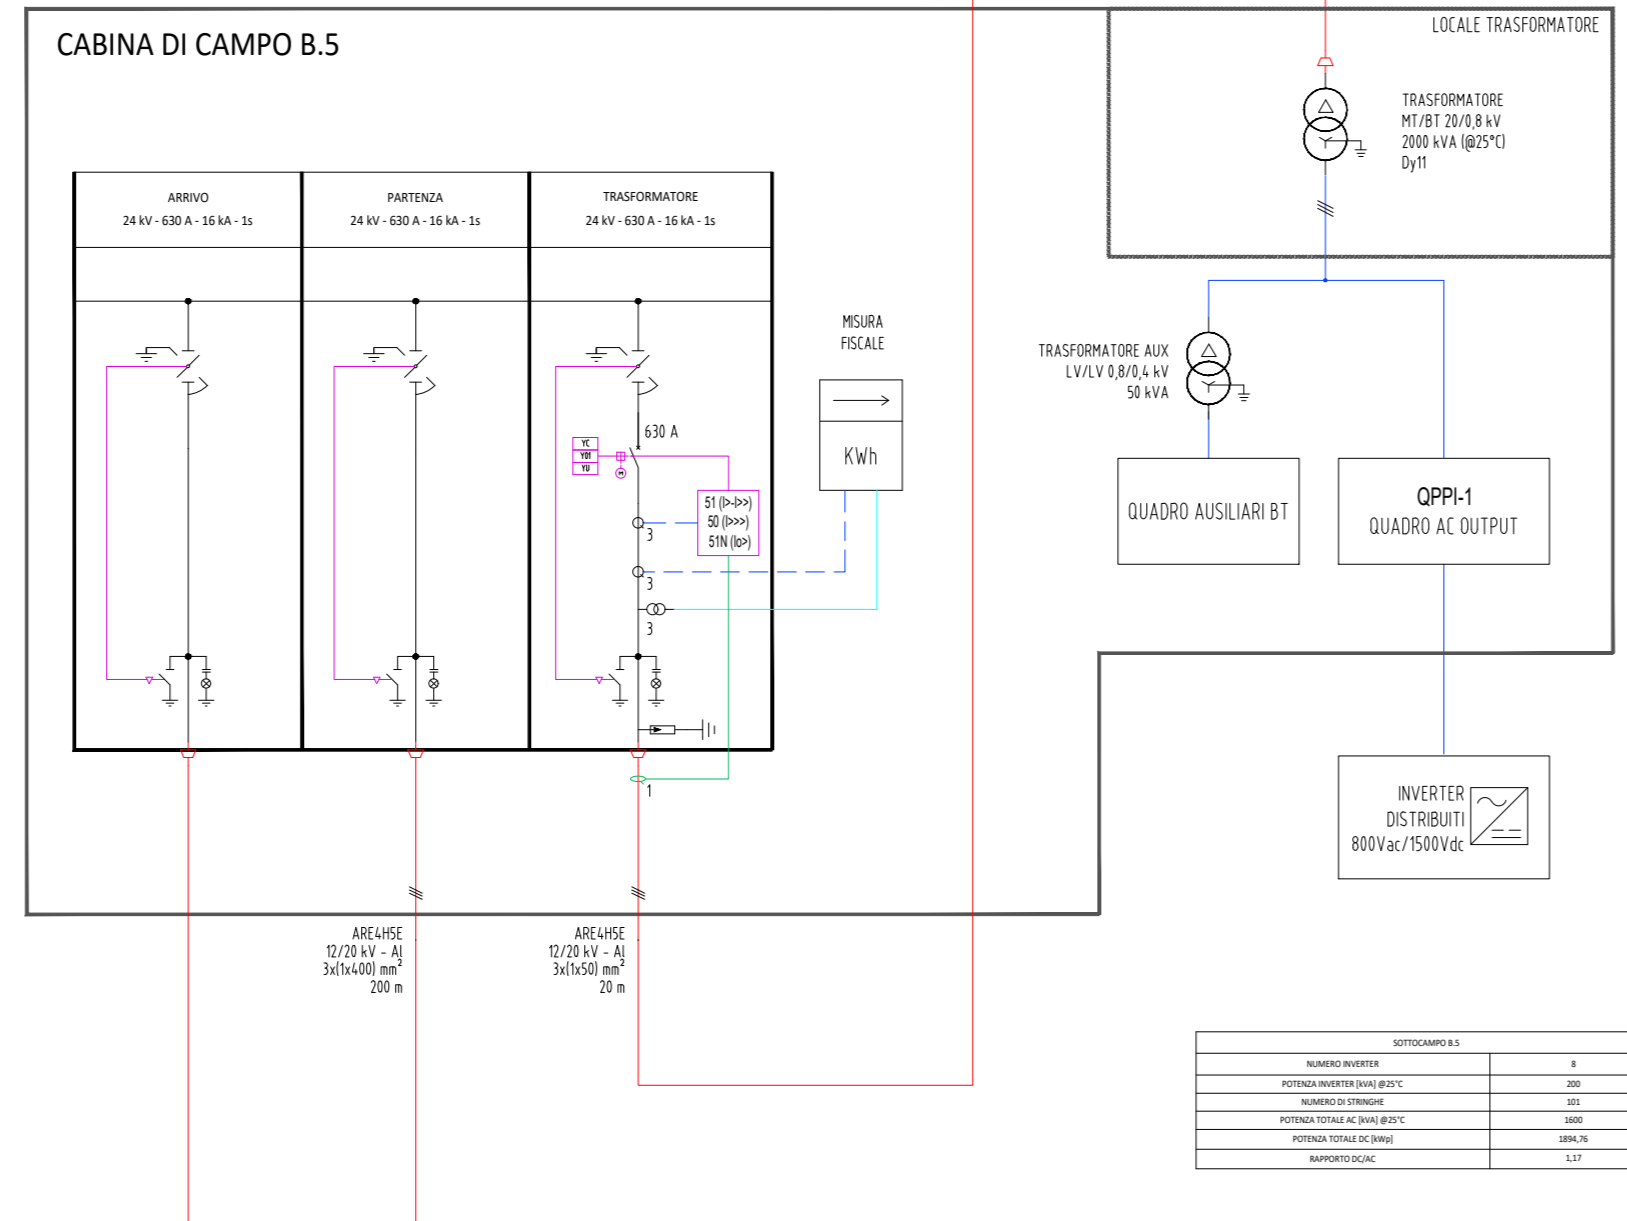 CABINA DI CAMPO B.5
LOCALE TRASFORMATORE
TRASFORMATORE
MT/BT 20/0,8 kV
2000 kVA (@25°C)
Dy11
ARRIVO
24 kV - 630 A - 16 kA - 1s
PARTENZA
24 kV - 630 A - 16 kA - 1s
TRASFORMATORE
24 kV - 630 A - 16 kA - 1s
MISURA
FISCALE
KWh
630 A
YC
YO1
YU
M
51 (I>-I>>)
50 (I>>>)
51N (Io>)
3
3
3
1
TRASFORMATORE AUX
LV/LV 0,8/0,4 kV
50 kVA
QUADRO AUSILIARI BT
QPPI-1
QUADRO AC OUTPUT
INVERTER
DISTRIBUITI
800Vac/1500Vdc
ARE4H5E
12/20 kV - Al
3x(1x400) mm²
200 m
ARE4H5E
12/20 kV - Al
3x(1x50) mm²
20 m
SOTTOCAMPO B.5
NUMERO INVERTER 8
POTENZA INVERTER [kVA] @25°C 200
NUMERO DI STRINGHE 101
POTENZA TOTALE AC [kVA] @25°C 1600
POTENZA TOTALE DC [kWp] 1894,76
RAPPORTO DC/AC 1,17